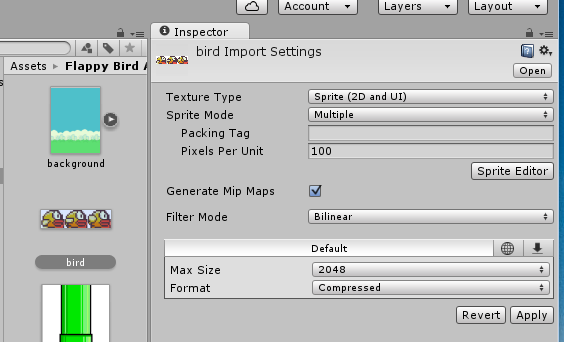 Account
Layers
Layout
Inspector
bird Import Settings
Open
Assets
Flappy Bird
background
bird
Texture Type
Sprite (2D and UI)
Sprite Mode
Multiple
Packing Tag
Pixels Per Unit
100
Sprite Editor
Generate Mip Maps
Filter Mode
Bilinear
Default
Max Size
2048
Format
Compressed
Revert
Apply